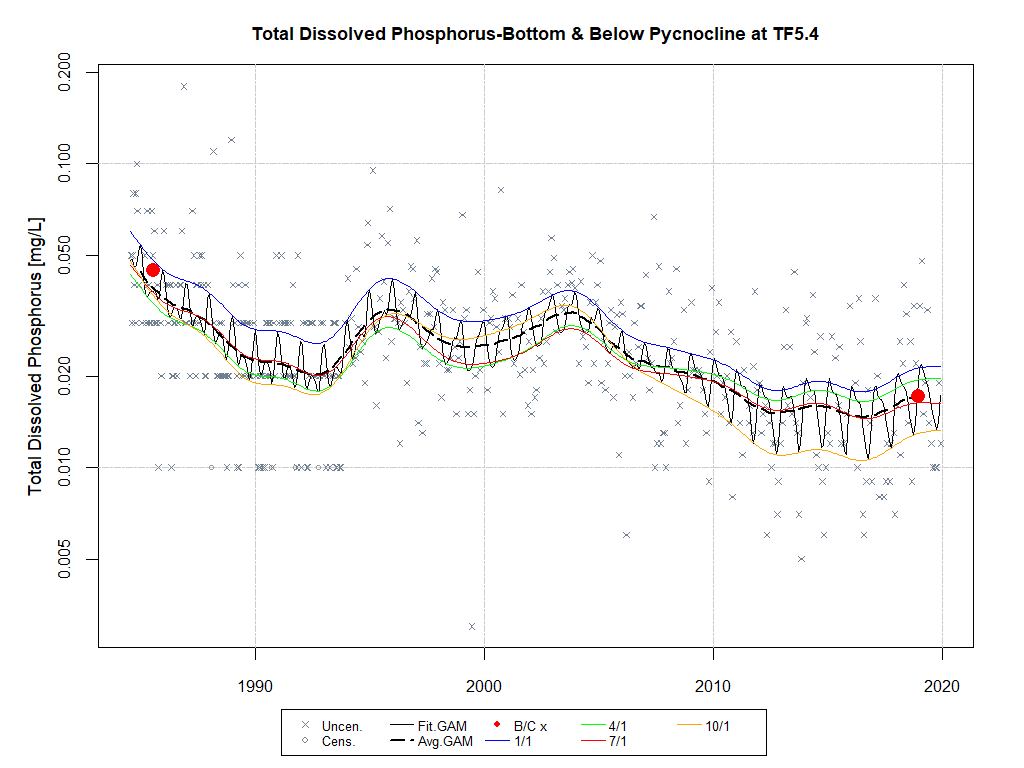 Total Dissolved Phosphorus-Bottom & Below Pycnocline at TF5.4
Total Dissolved Phosphorus [mg/L]
0.200
0.100
0.050
0.020
0.010
0.005
1990 2000 2010 2020
Uncen. Fit.GAM B/C x 4/1 10/1
Cens. Avg.GAM 1/1 7/1